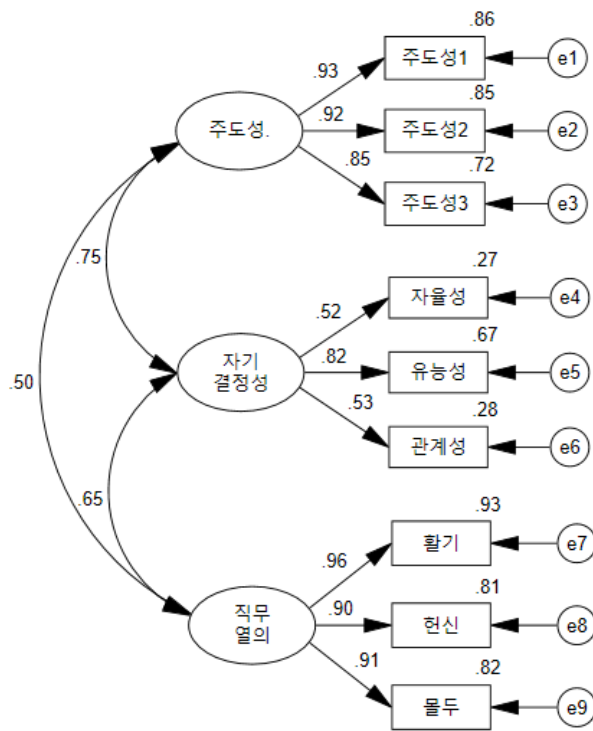 .86
주도성1
e1
.93
.85
주도성.
.92
주도성2
e2
.85
.72
주도성3
e3
.75
.27
자율성
e4
.52
.67
자기
결정성
.82
유능성
e5
.53
.28
관계성
e6
.50
.65
.93
활기
e7
.96
.81
직무
열의
.90
헌신
e8
.91
.82
몰두
e9